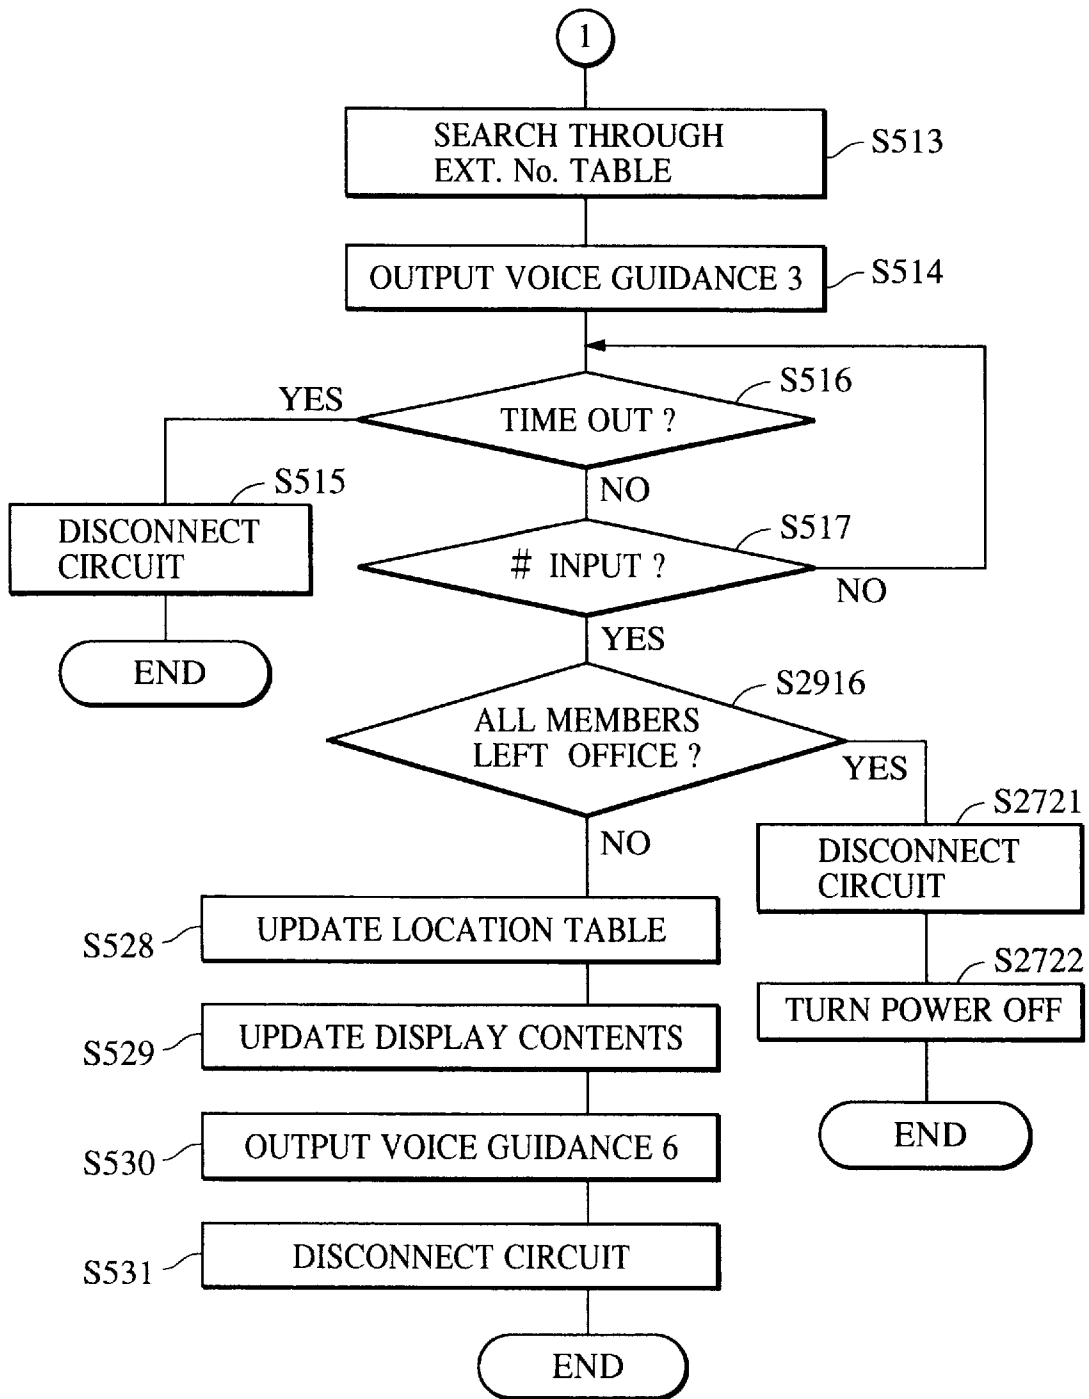 1
SEARCH THROUGH
EXT. No. TABLE
S513
OUTPUT VOICE GUIDANCE 3
S514
S516
YES
TIME OUT ?
NO
S515
DISCONNECT
CIRCUIT
END
S517
# INPUT ?
NO
YES
S2916
ALL MEMBERS
LEFT OFFICE ?
YES
NO
S2721
DISCONNECT
CIRCUIT
S2722
TURN POWER OFF
END
UPDATE LOCATION TABLE
S528
UPDATE DISPLAY CONTENTS
S529
OUTPUT VOICE GUIDANCE 6
S530
DISCONNECT CIRCUIT
S531
END